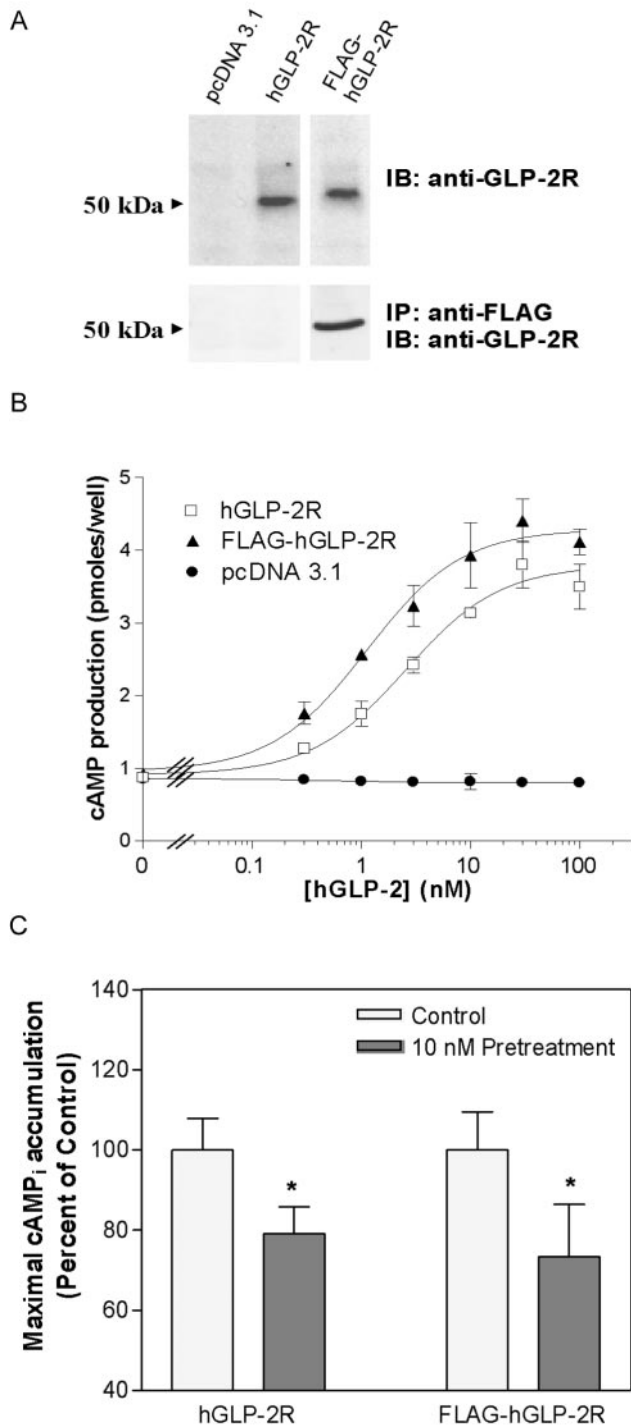 A
pcDNA 3.1
hGLP-2R
FLAG-
hGLP-2R
50 kDa
IB: anti-GLP-2R
50 kDa
IP: anti-FLAG
IB: anti-GLP-2R
B
cAMP production (pmoles/well)
5
4
3
2
1
0
hGLP-2R
FLAG-hGLP-2R
pcDNA 3.1
0
0.1
1
10
100
[hGLP-2] (nM)
C
Maximal cAMPi accumulation
(Percent of Control)
140
120
100
80
60
40
Control
10 nM Pretreatment
*
*
hGLP-2R
FLAG-hGLP-2R